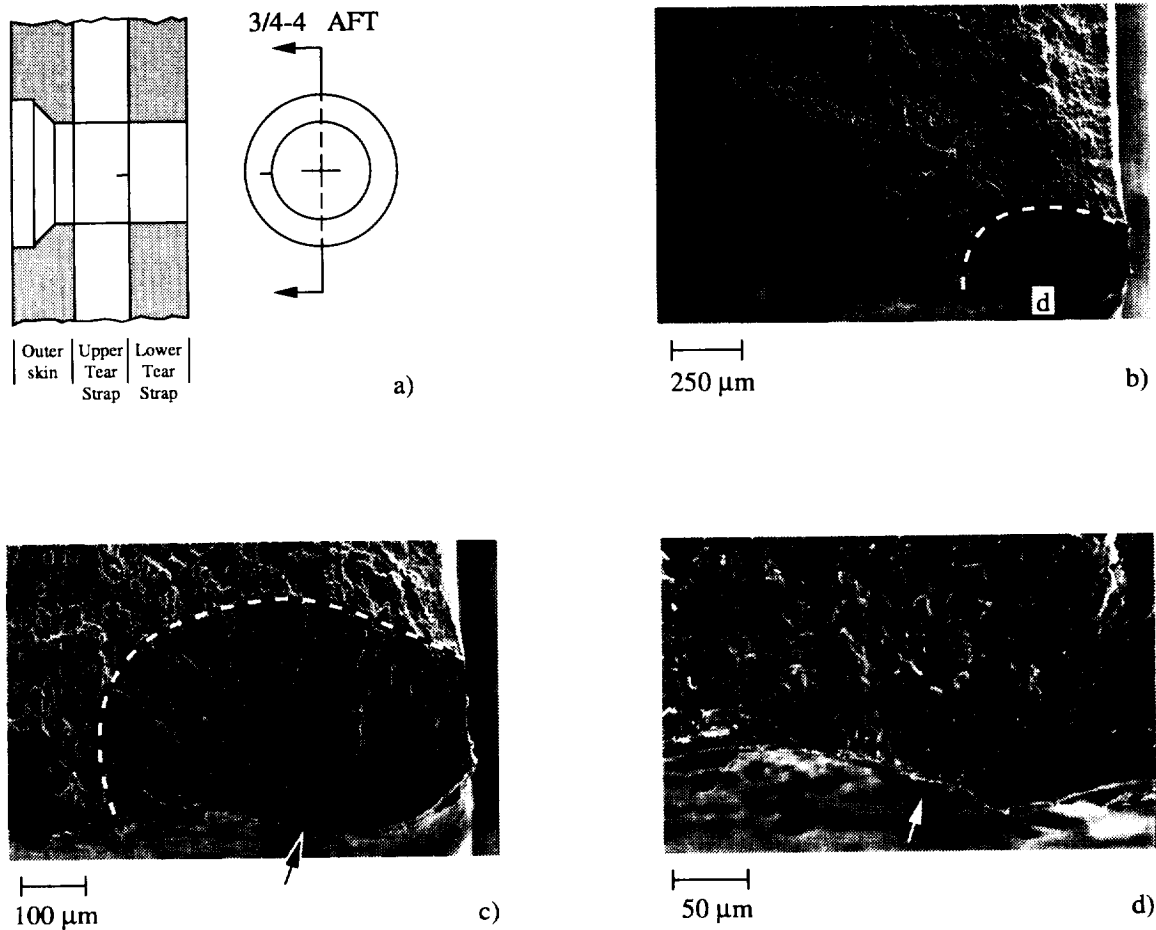 3/4-4 AFT
Outer skin
Upper Tear Strap
Lower Tear Strap
a)
d
250 µm
b)
100 µm
c)
50 µm
d)